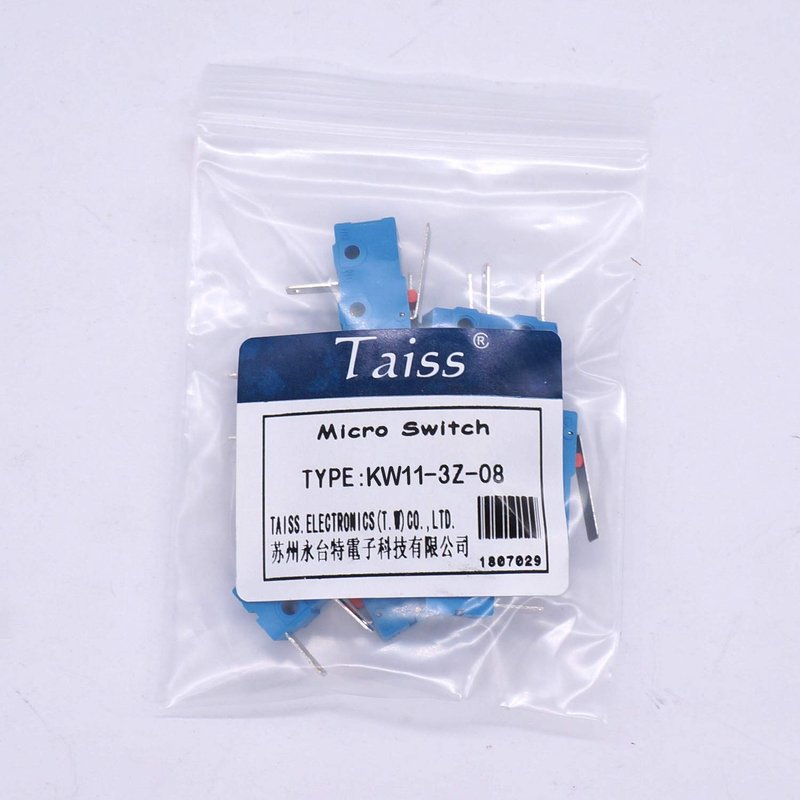 Taiss®
Micro Switch
TYPE:KW11-3Z-08
TAISS.ELECTRONICS(T.W)CO.,LTD.
苏州永台特電子科技有限公司
1807029